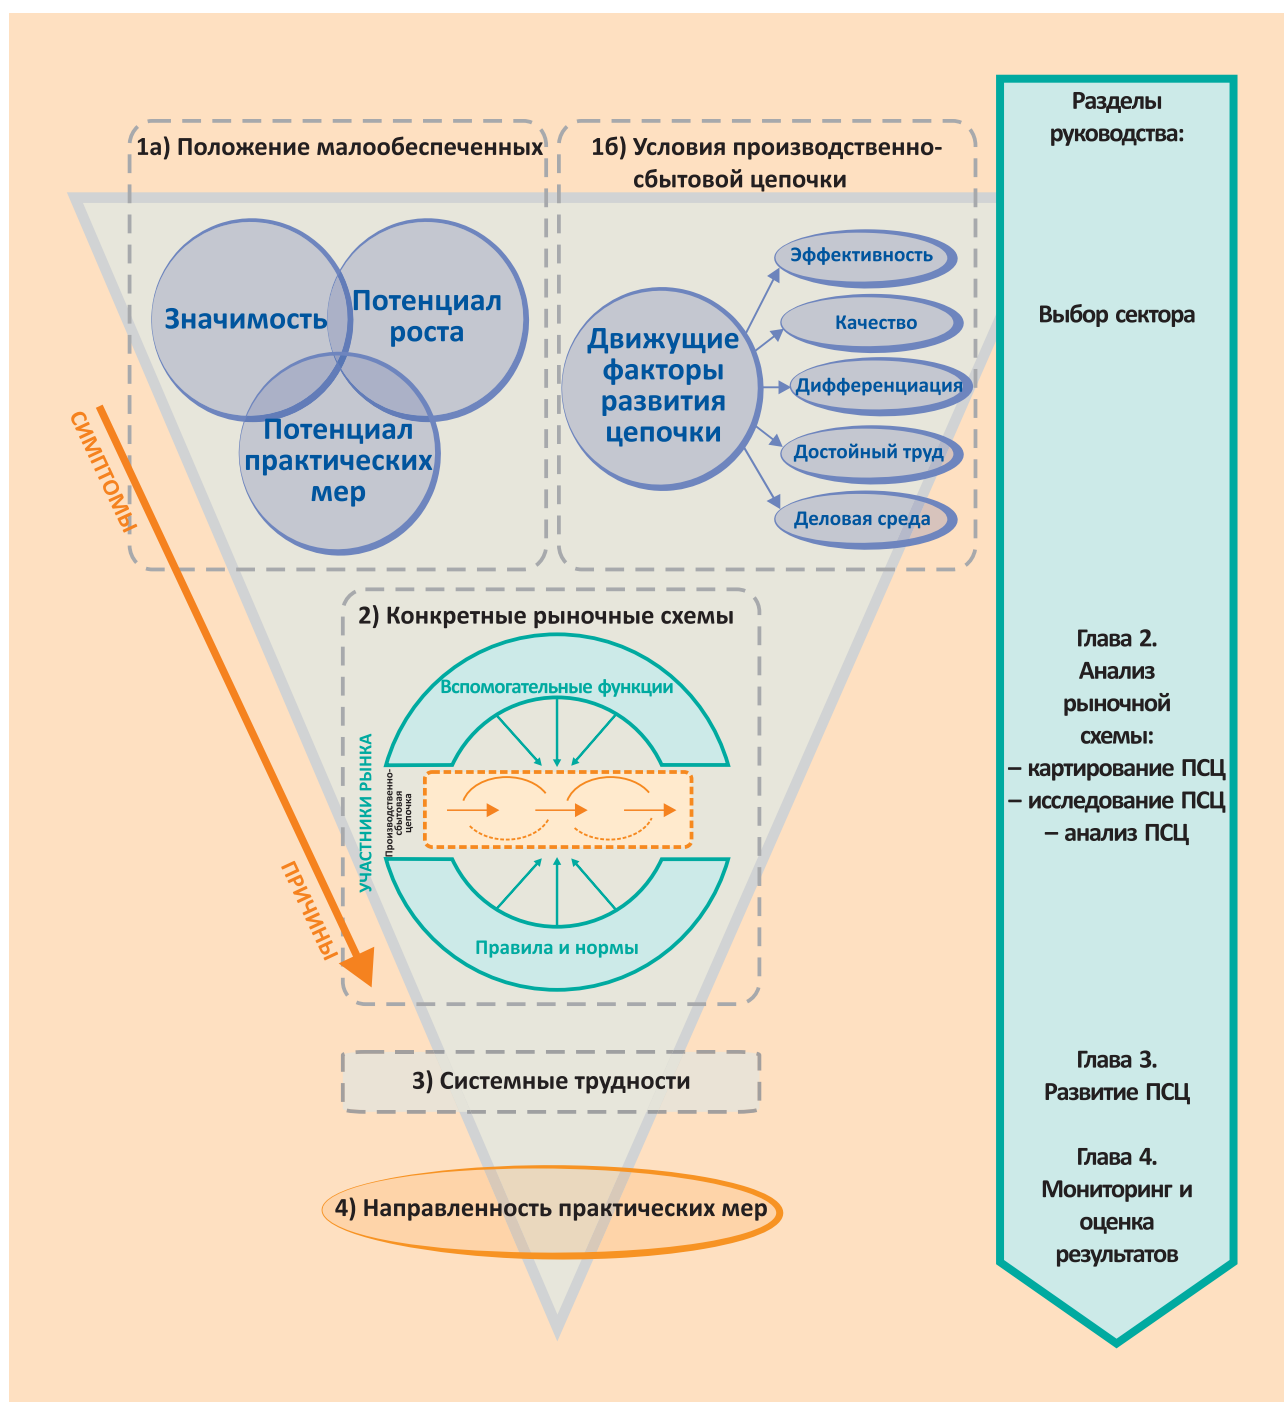 1а) Положение малообеспеченных
Значимость
Потенциал
роста
Потенциал
практических
мер
1б) Условия производственно-
сбытовой цепочки
Движущие
факторы
развития
цепочки
Эффективность
Качество
Дифференциация
Достойный труд
Деловая среда
СИМПТОМЫ
ПРИЧИНЫ
2) Конкретные рыночные схемы
Вспомогательные функции
УЧАСТНИКИ РЫНКА
Производственно-
сбытовая
цепочка
Правила и нормы
3) Системные трудности
4) Направленность практических мер
Разделы
руководства:
Выбор сектора
Глава 2.
Анализ
рыночной
схемы:
– картирование ПСЦ
– исследование ПСЦ
– анализ ПСЦ
Глава 3.
Развитие ПСЦ
Глава 4.
Мониторинг и
оценка
результатов